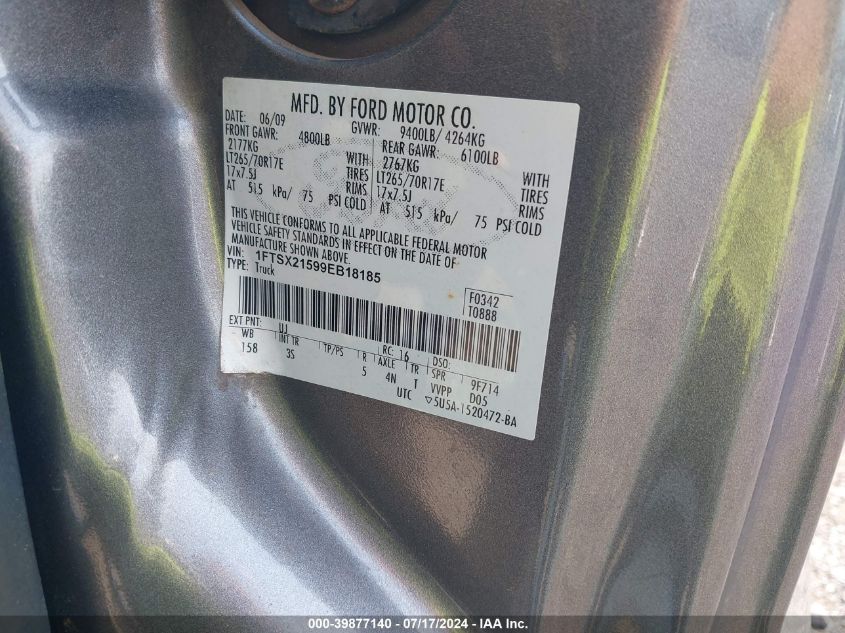 MFD. BY FORD MOTOR CO.
DATE: 06/09 GVWR: 9400LB/ 4264KG
FRONT GAWR: 4800LB REAR GAWR: 6100LB
2177KG WITH 2767KG WITH
LT265/70R17E TIRES LT265/70R17E TIRES
17x7.5J RIMS 17x7.5J RIMS
AT 515 kPa/ 75 PSI COLD AT 515 kPa/ 75 PSI COLD
THIS VEHICLE CONFORMS TO ALL APPLICABLE FEDERAL MOTOR
VEHICLE SAFETY STANDARDS IN EFFECT ON THE DATE OF
MANUFACTURE SHOWN ABOVE.
VIN: 1FTSX21599EB18185
TYPE: Truck
F0342
T0888
EXT PNT: UJ RC: 16 DSO:
WB INT TR TP/PS R AXLE TR SPR 9F714
158 3S 5 4N T VVPP D05
UTC ▽5U5A-1520472-BA
000-39877140 - 07/17/2024 - IAA Inc.